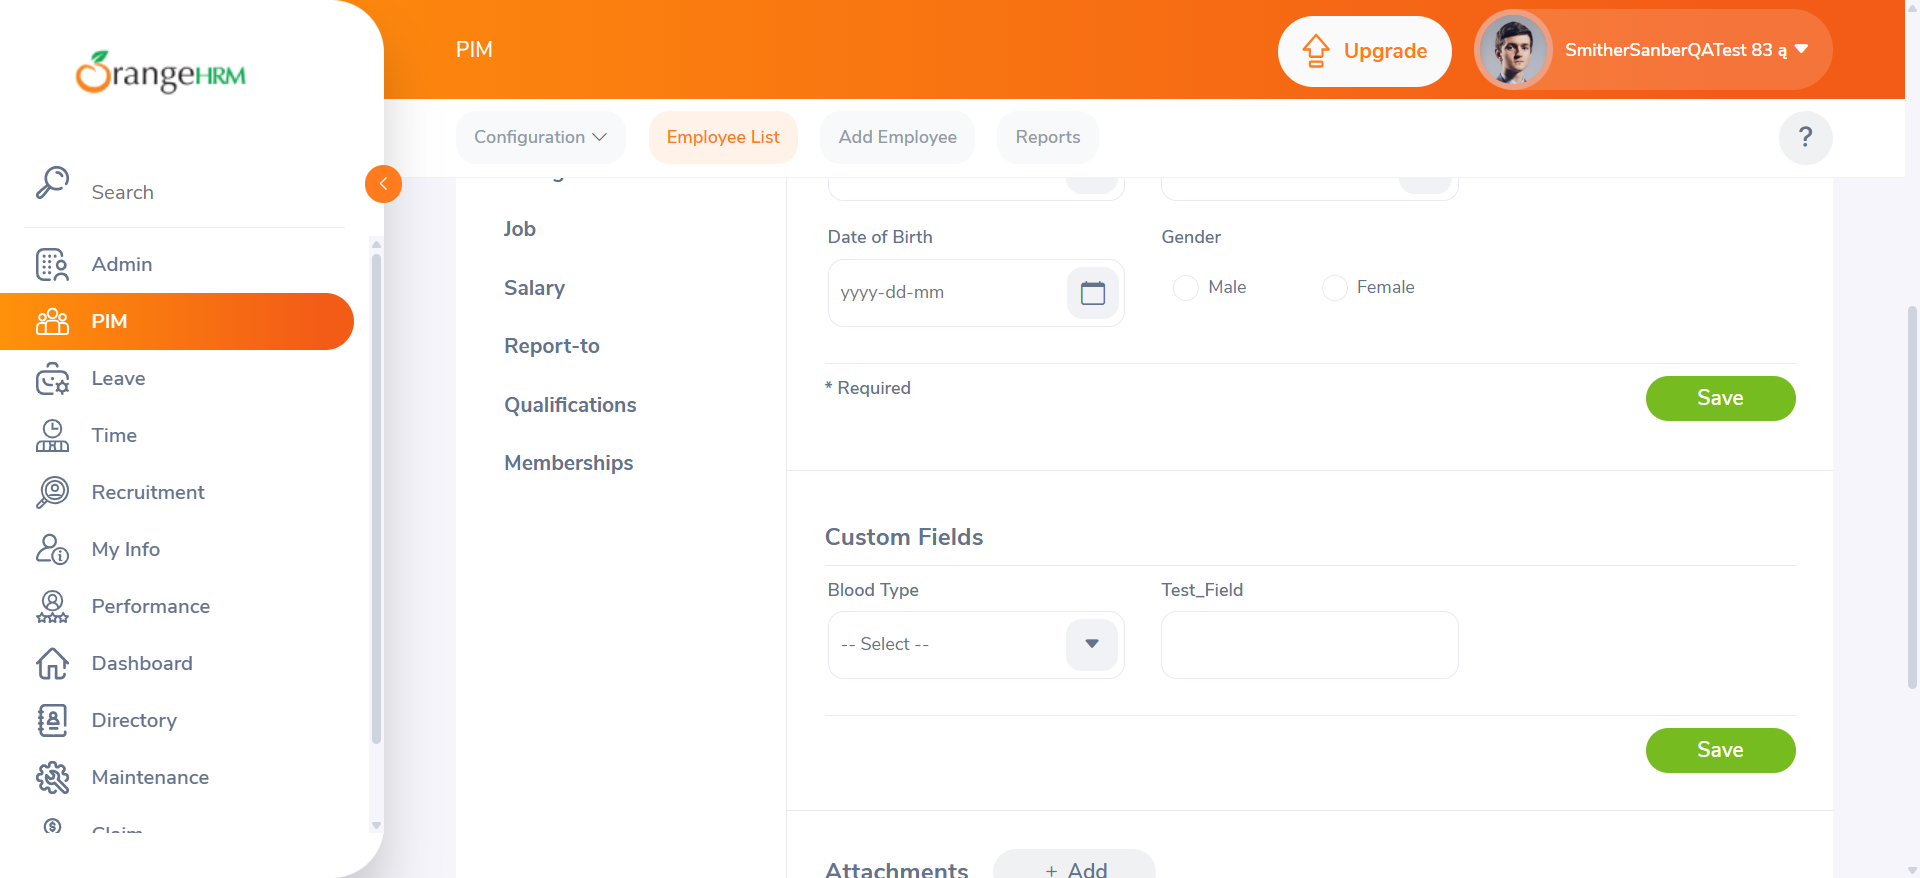 OrangeHRM
PIM
Upgrade
SmitherSanberQATest 83 ą
Configuration
Employee List
Add Employee
Reports
?
Search
Admin
PIM
Leave
Time
Recruitment
My Info
Performance
Dashboard
Directory
Maintenance
Claim
Job
Salary
Report-to
Qualifications
Memberships
Date of Birth
Gender
yyyy-dd-mm
Male
Female
* Required
Save
Custom Fields
Blood Type
Test_Field
-- Select --
Save
Attachments
+ Add